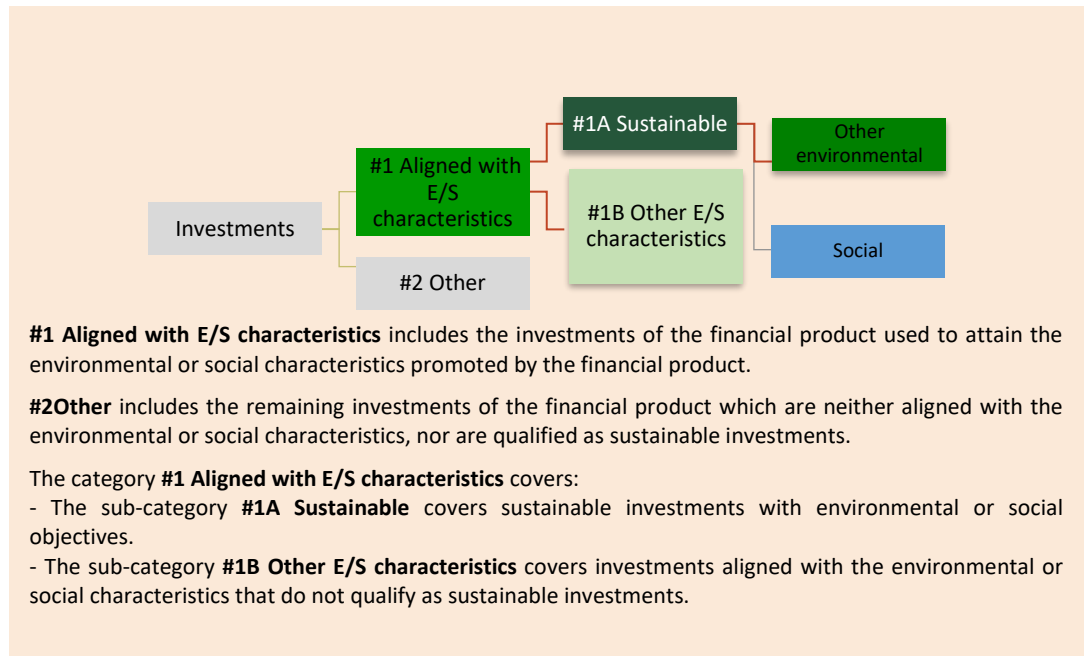 #1A Sustainable
Other
environmental
#1 Aligned with
E/S
characteristics
#1B Other E/S
characteristics
Investments
Social
#2 Other
#1 Aligned with E/S characteristics includes the investments of the financial product used to attain the
environmental or social characteristics promoted by the financial product.
#2Other includes the remaining investments of the financial product which are neither aligned with the
environmental or social characteristics, nor are qualified as sustainable investments.
The category #1 Aligned with E/S characteristics covers:
- The sub-category #1A Sustainable covers sustainable investments with environmental or social
objectives.
- The sub-category #1B Other E/S characteristics covers investments aligned with the environmental or
social characteristics that do not qualify as sustainable investments.